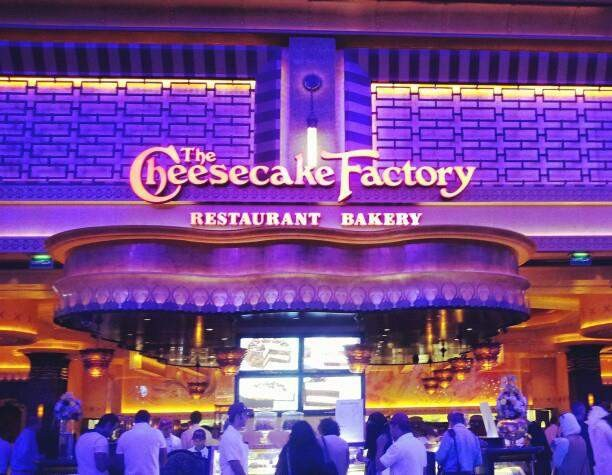 The
Cheesecake Factory
RESTAURANT BAKERY